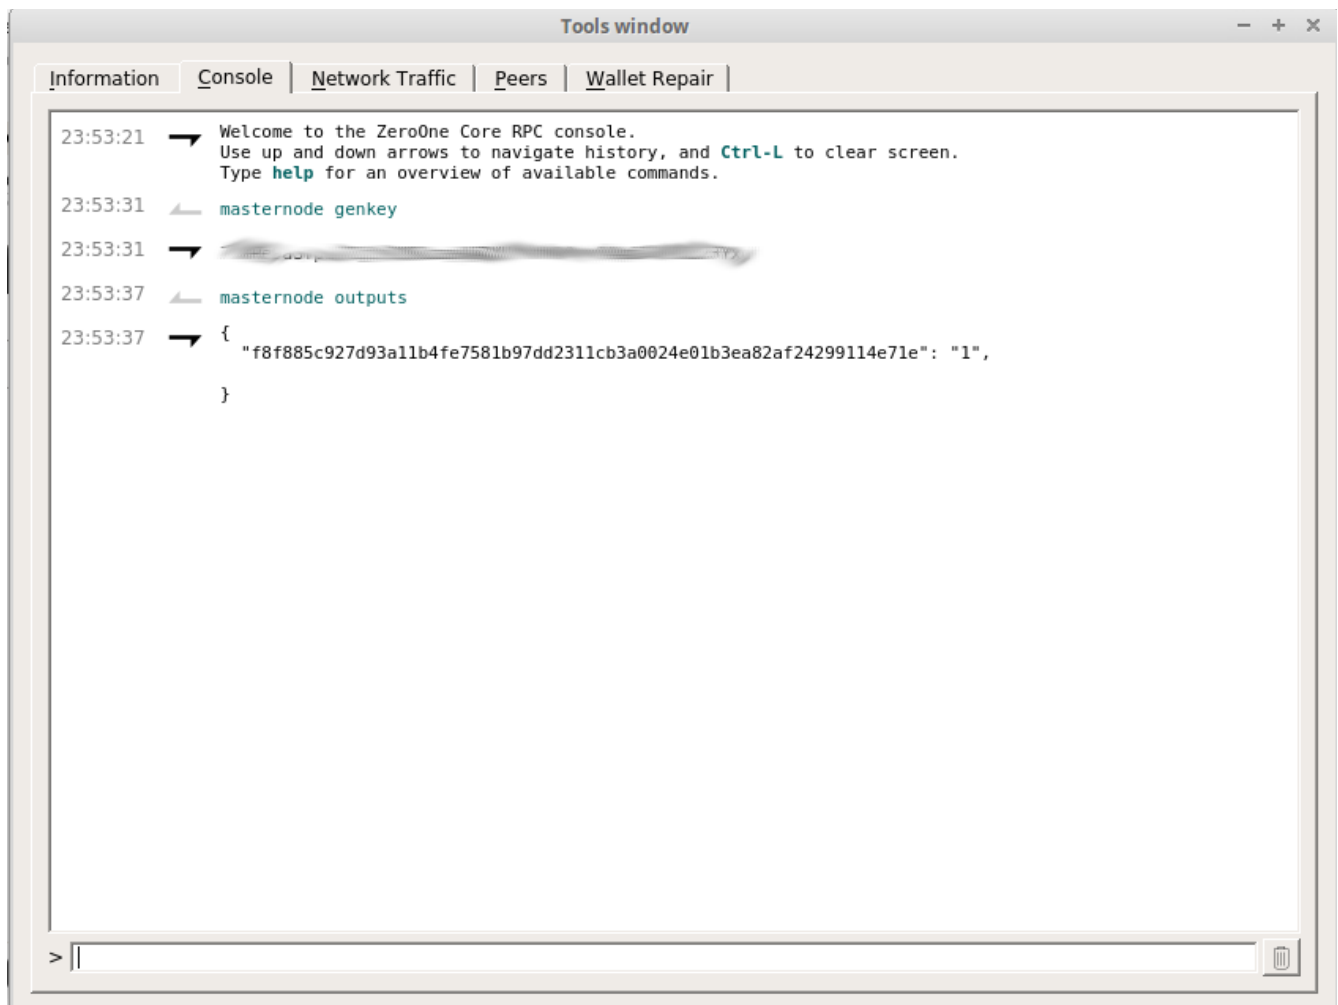 Tools window
Information Console Network Traffic Peers Wallet Repair
23:53:21 Welcome to the ZeroOne Core RPC console.
Use up and down arrows to navigate history, and Ctrl-L to clear screen.
Type help for an overview of available commands.
23:53:31 masternode genkey
23:53:31
23:53:37 masternode outputs
23:53:37 {
"f8f885c927d93a11b4fe7581b97dd2311cb3a0024e01b3ea82af24299114e71e": "1",
}
>